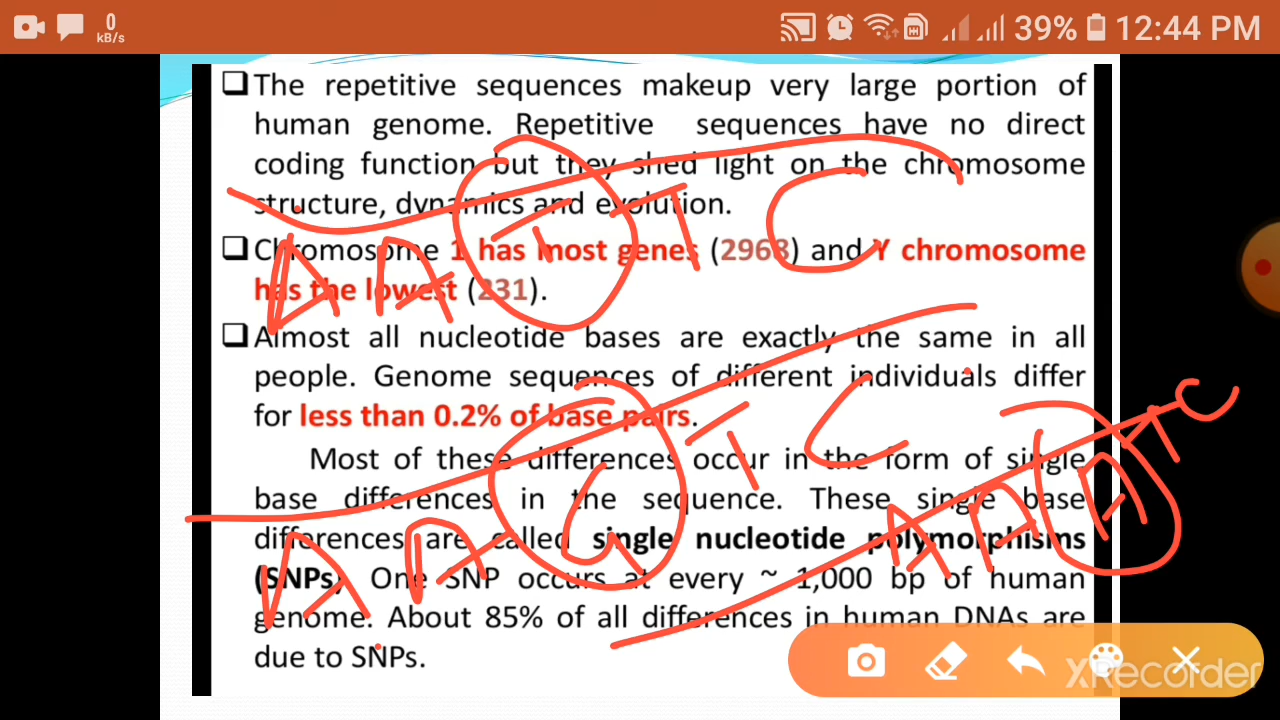 0
kB/s
39% 12:44 PM
❑The repetitive sequences makeup very large portion of
human genome. Repetitive sequences have no direct
coding function but they shed light on the chromosome
structure, dynamics and evolution.
❑Chromosome 1 has most genes (2968) and Y chromosome
has the lowest (231).
❑Almost all nucleotide bases are exactly the same in all
people. Genome sequences of different individuals differ
for less than 0.2% of base pairs.
Most of these differences occur in the form of single
base differences in the sequence. These single base
differences are called single nucleotide polymorphisms
(SNPs). One SNP occurs at every ~ 1,000 bp of human
genome. About 85% of all differences in human DNAs are
due to SNPs.
A A T T C
A A G T C
A A A T C
XRecorder